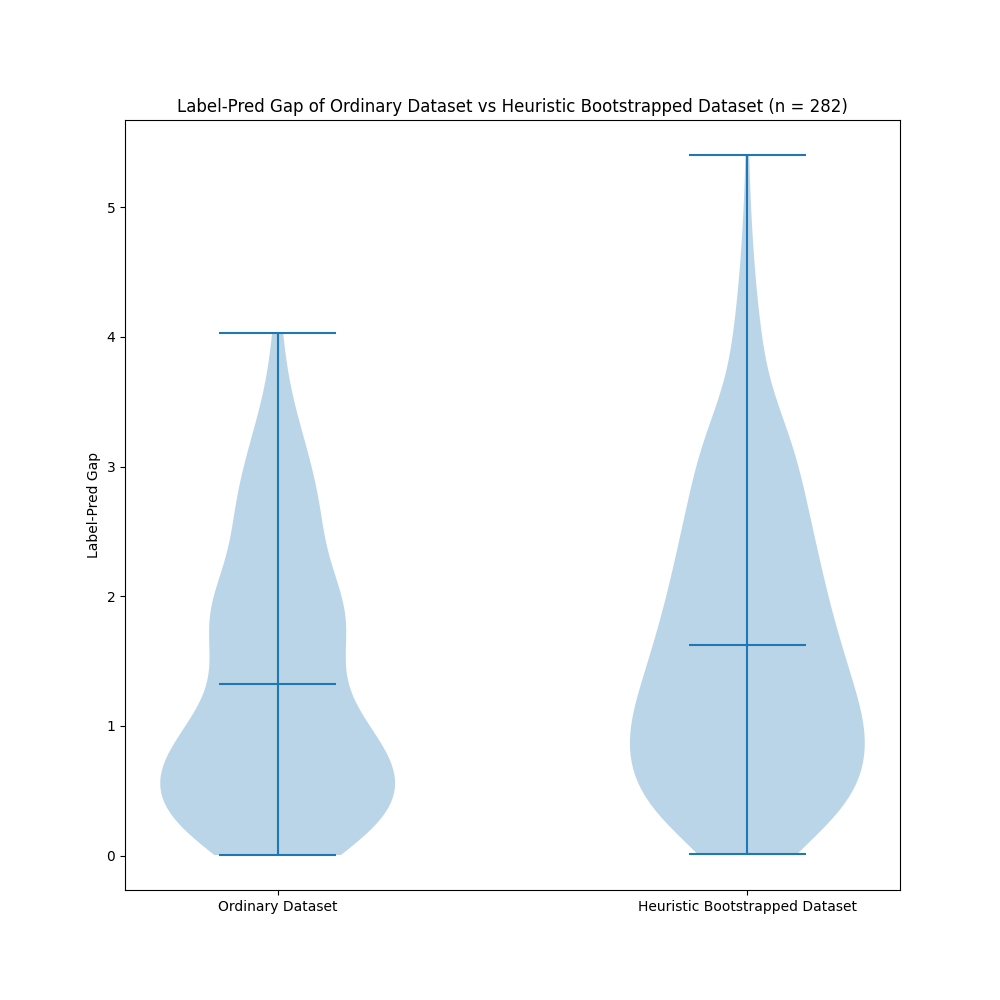 Label-Pred Gap of Ordinary Dataset vs Heuristic Bootstrapped Dataset (n = 282)
Label-Pred Gap
5
4
3
2
1
0
Ordinary Dataset
Heuristic Bootstrapped Dataset